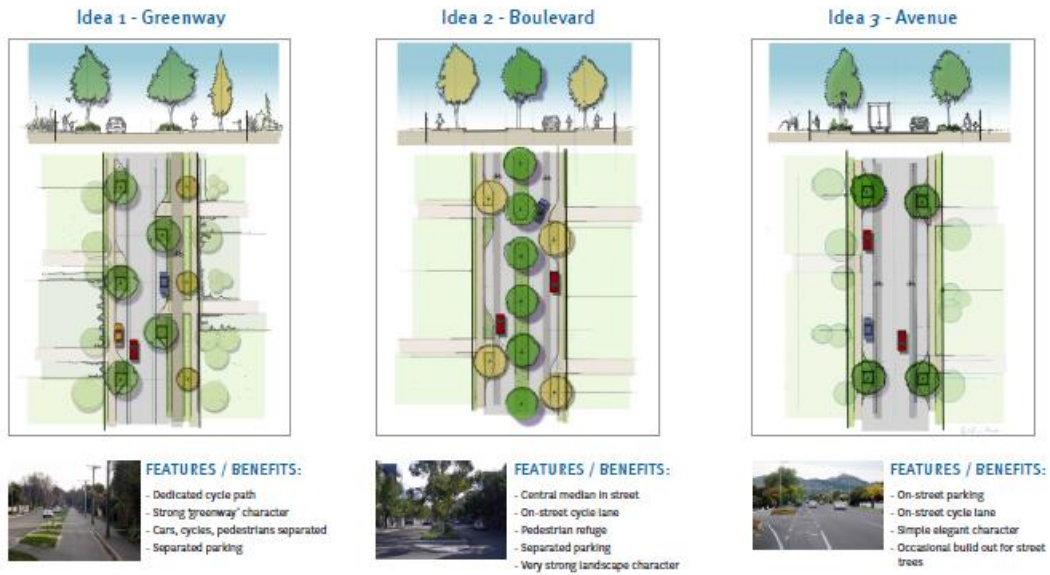 Idea 1 - Greenway
Idea 2 - Boulevard
Idea 3 - Avenue
FEATURES / BENEFITS:
- Dedicated cycle path
- Strong 'greenway' character
- Cars, cycles, pedestrians separated
- Separated parking
FEATURES / BENEFITS:
- Central median in street
- On-street cycle lane
- Pedestrian refuge
- Separated parking
- Very strong landscape character
FEATURES / BENEFITS:
- On-street parking
- On-street cycle lane
- Simple elegant character
- Occasional build out for street
trees